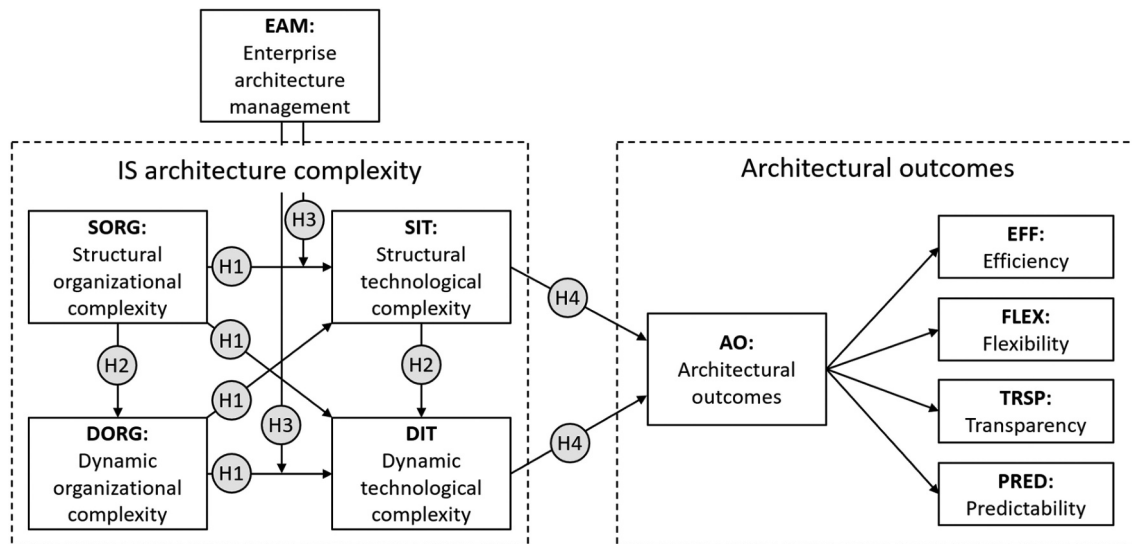 EAM:
Enterprise
architecture
management
IS architecture complexity
SORG:
Structural
organizational
complexity
H1
H3
SIT:
Structural
technological
complexity
H2
H1
H1
H2
DORG:
Dynamic
organizational
complexity
H1
H3
DIT
Dynamic
technological
complexity
H4
H4
Architectural outcomes
AO:
Architectural
outcomes
EFF:
Efficiency
FLEX:
Flexibility
TRSP:
Transparency
PRED:
Predictability